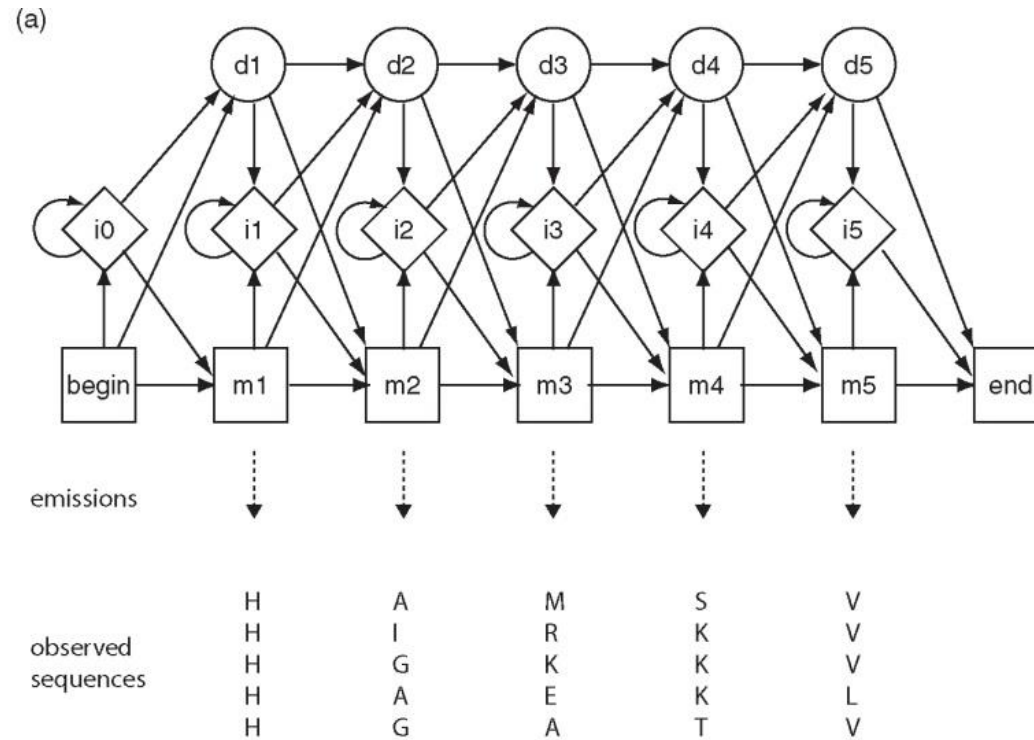 (a)
d1 d2 d3 d4 d5
i0 i1 i2 i3 i4 i5
begin m1 m2 m3 m4 m5 end
emissions
H A M S V
H I R K V
observed
sequences
H G K K V
H A E K L
H G A T V